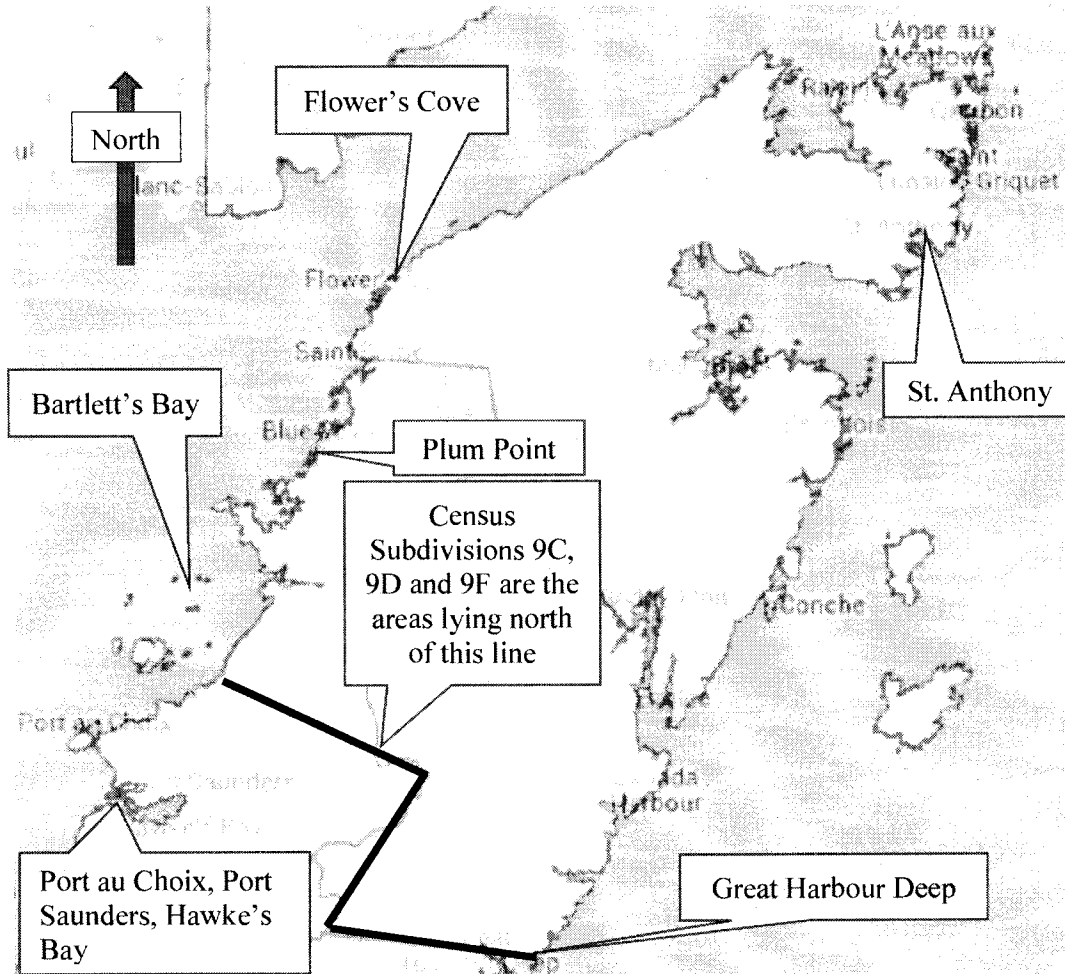 L'Anse aux
Meadows
North
Flower's Cove
Griquet
Flower
Bartlett's Bay
St. Anthony
Plum Point
Census
Subdivisions 9C,
9D and 9F are the
areas lying north
of this line
Conche
Port au Choix
Saunders
Harbour
Port au Choix, Port
Saunders, Hawke's
Bay
Great Harbour Deep